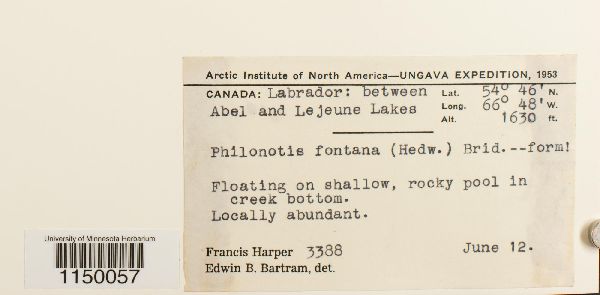 Arctic Institute of North America—UNGAVA EXPEDITION, 1953
CANADA: Labrador: between Lat. 54° 46' N.
Abel and Lejeune Lakes Long. 66° 48' W.
Alt. 1630 ft.
Philonotis fontana (Hedw.) Brid.--form!
Floating on shallow, rocky pool in
creek bottom.
Locally abundant.
Francis Harper 3388 June 12.
Edwin B. Bartram, det.
University of Minnesota Herbarium
1150057